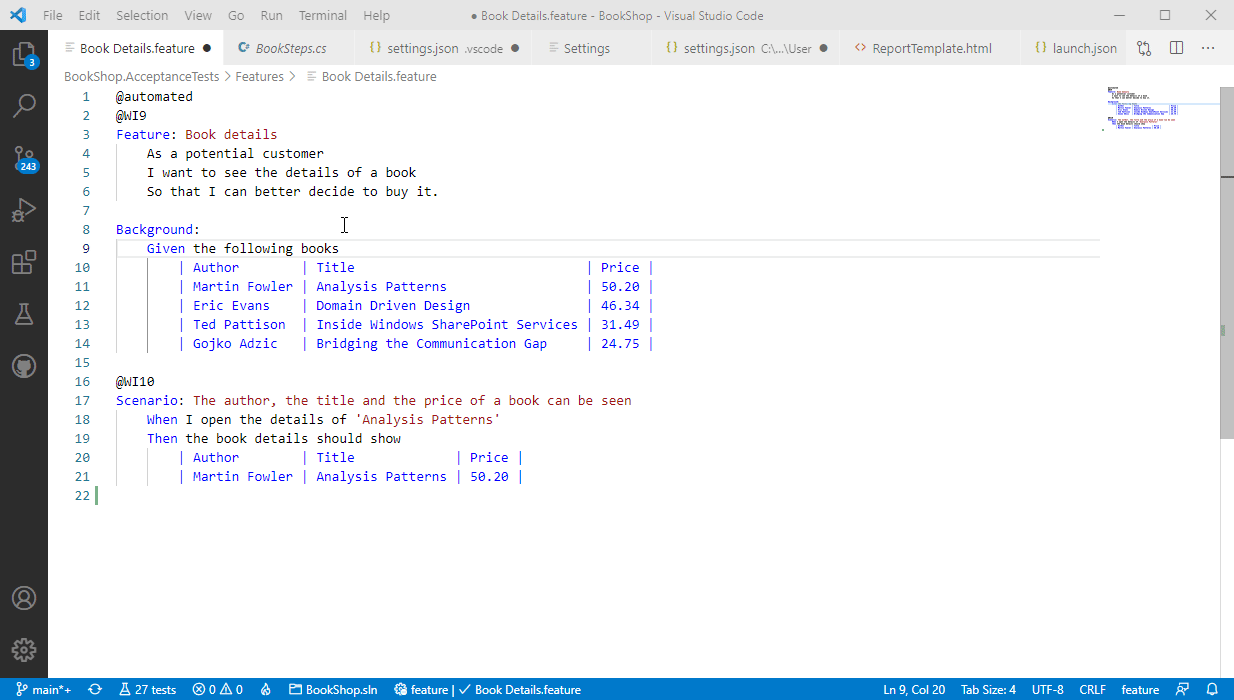 File Edit Selection View Go Run Terminal Help ● Book Details.feature - BookShop - Visual Studio Code
Book Details.feature ● C# BookSteps.cs {} settings.json .vscode ● Settings {} settings.json C:\...\User ● <> ReportTemplate.html {} launch.json ...
BookShop.AcceptanceTests > Features > Book Details.feature
3
243
1 @automated
2 @WI9
3 Feature: Book details
4 As a potential customer
5 I want to see the details of a book
6 So that I can better decide to buy it.
7
8 Background:
9 Given the following books
10 | Author | Title | Price |
11 | Martin Fowler | Analysis Patterns | 50.20 |
12 | Eric Evans | Domain Driven Design | 46.34 |
13 | Ted Pattison | Inside Windows SharePoint Services | 31.49 |
14 | Gojko Adzic | Bridging the Communication Gap | 24.75 |
15
16 @WI10
17 Scenario: The author, the title and the price of a book can be seen
18 When I open the details of 'Analysis Patterns'
19 Then the book details should show
20 | Author | Title | Price |
21 | Martin Fowler | Analysis Patterns | 50.20 |
22
main*+ 27 tests 0 0 BookShop.sln feature | ✓ Book Details.feature Ln 9, Col 20 Tab Size: 4 UTF-8 CRLF feature